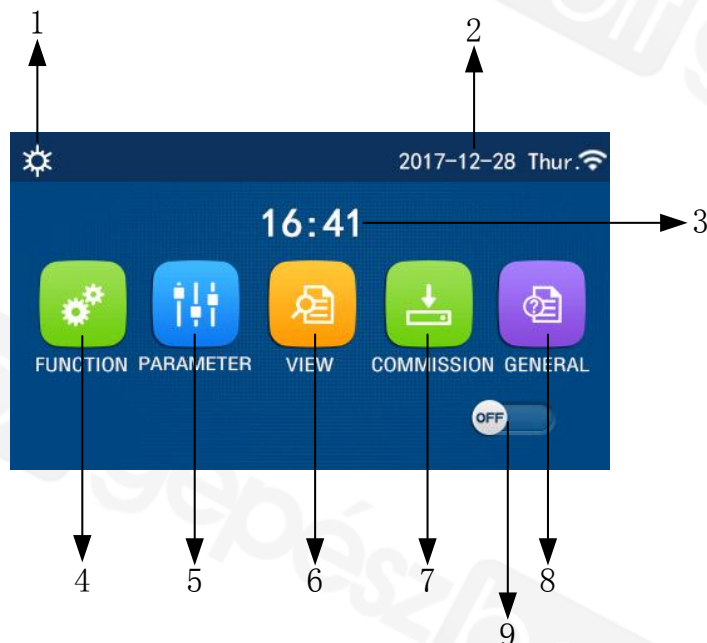 1
2
2017-12-28 Thur.
16:41
3
FUNCTION PARAMETER VIEW COMMISSION GENERAL
OFF
4 5 6 7 8
9